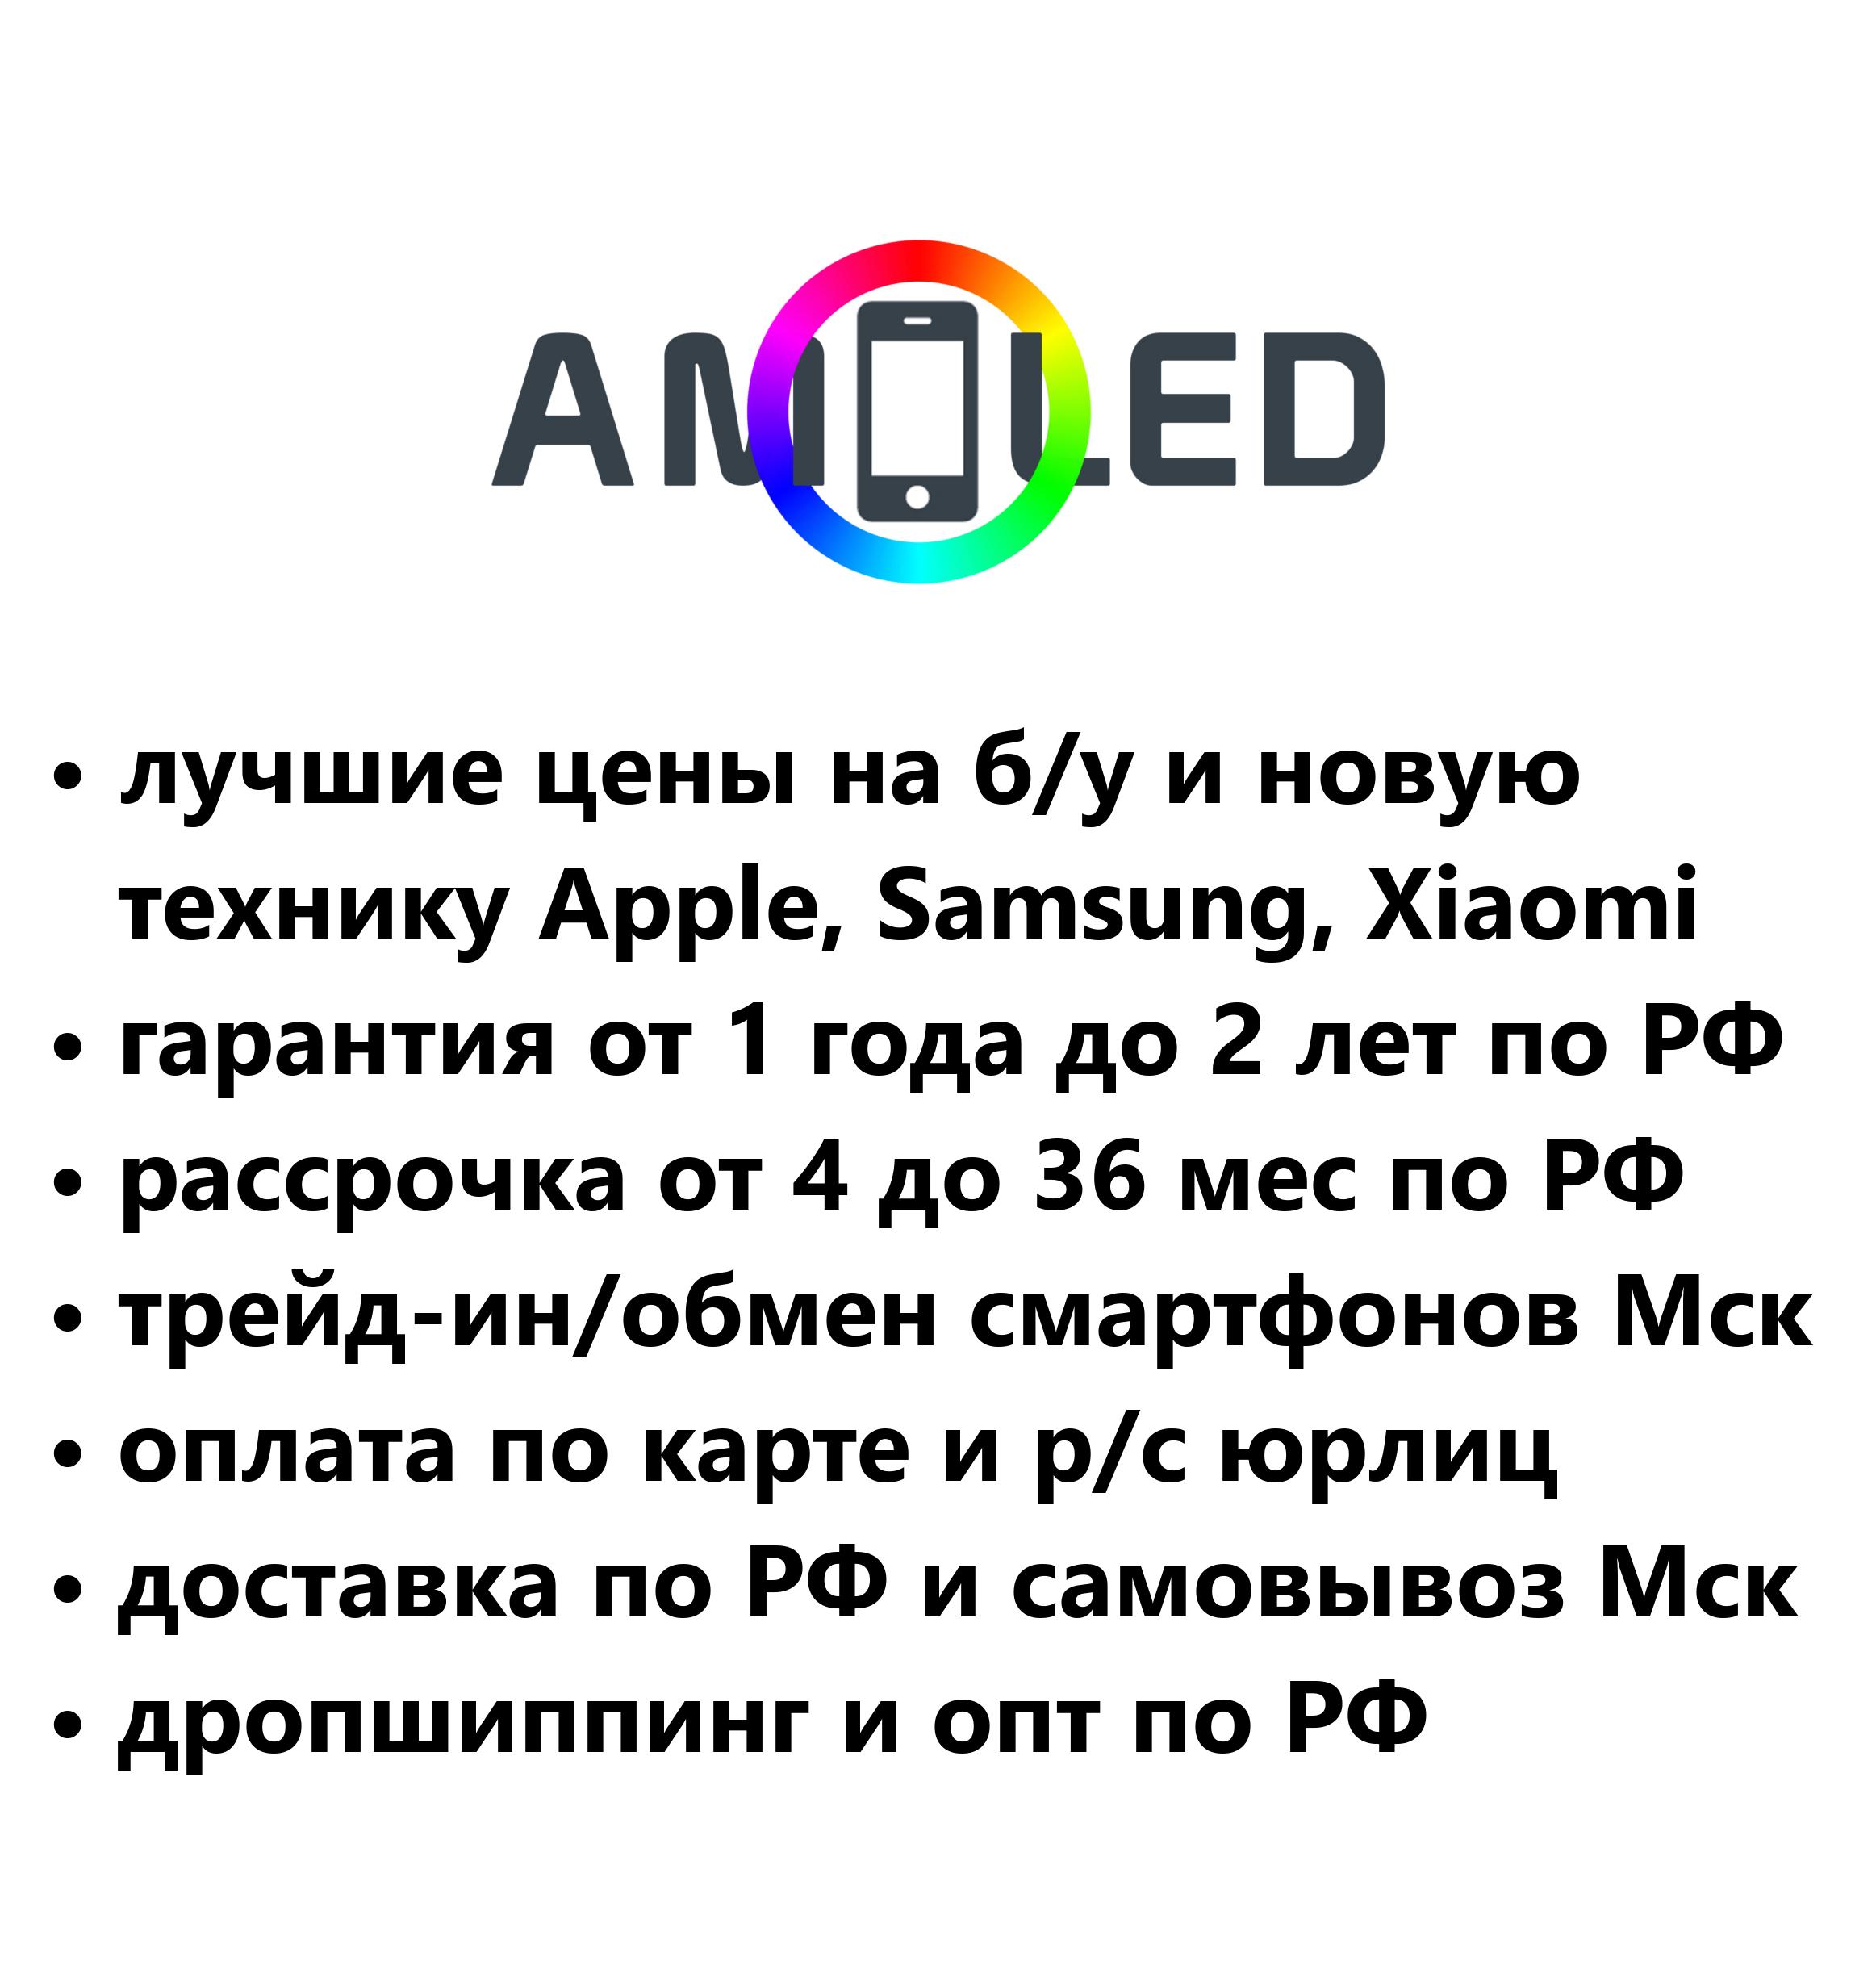 AMOLED
• лучшие цены на б/у и новую
технику Apple, Samsung, Xiaomi
• гарантия от 1 года до 2 лет по РФ
• рассрочка от 4 до 36 мес по РФ
• трейд-ин/обмен смартфонов Мск
• оплата по карте и р/с юрлиц
• доставка по РФ и самовывоз Мск
• дропшиппинг и опт по РФ